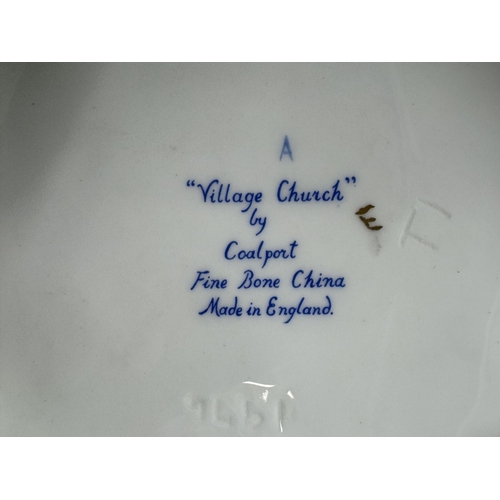 A
"Village Church"
by
Coalport
Fine Bone China
Made in England.